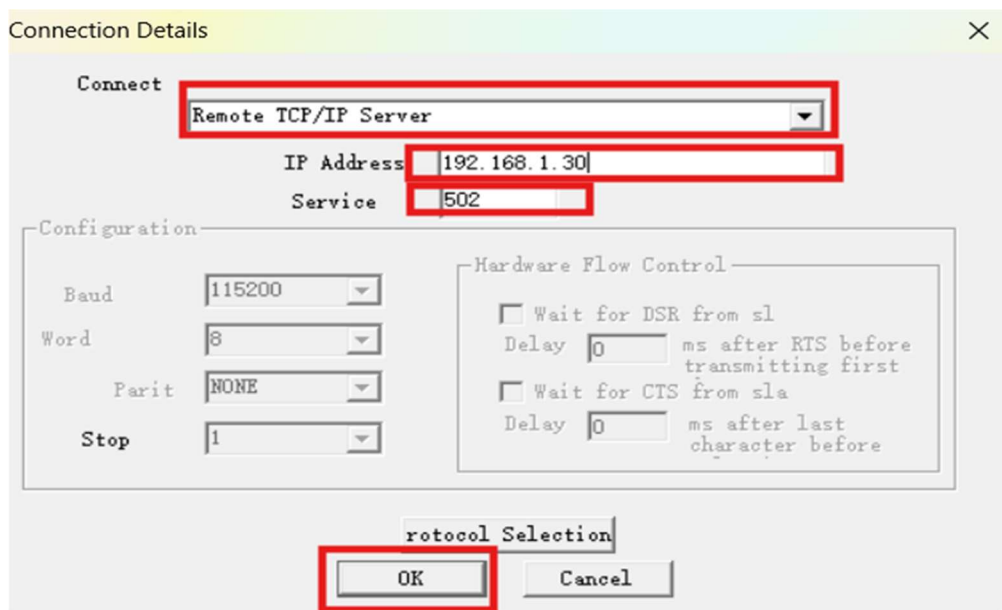 Connection Details
Connect
Remote TCP/IP Server
IP Address 192.168.1.30
Service 502
Configuration
Baud 115200
Word 8
Parit NONE
Stop 1
Hardware Flow Control
Wait for DSR from sl
Delay 0 ms after RTS before
transmitting first
Wait for CTS from sla
Delay 0 ms after last
character before
rotocol Selection
OK Cancel